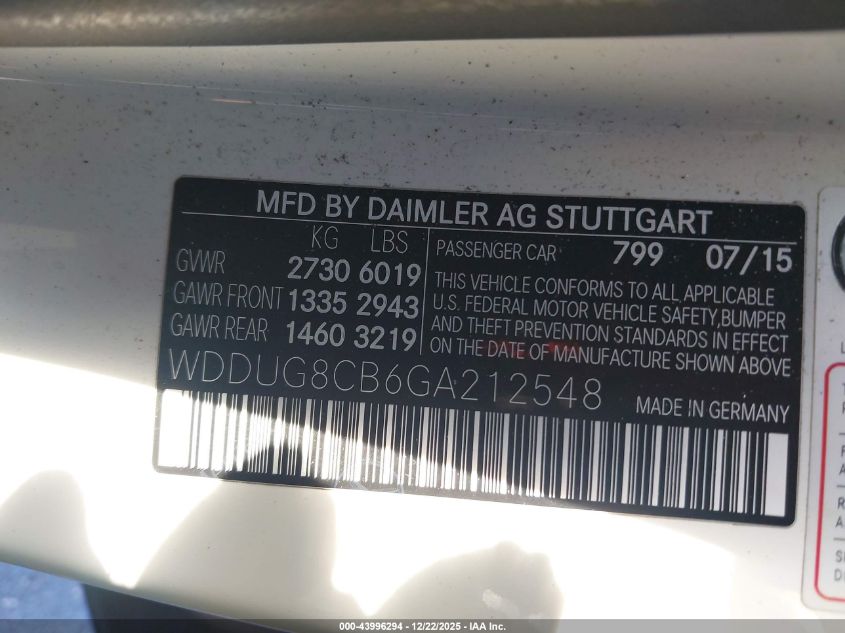 MFD BY DAIMLER AG STUTTGART
KG LBS
GVWR 2730 6019
GAWR FRONT 1335 2943
GAWR REAR 1460 3219
PASSENGER CAR 799 07/15
THIS VEHICLE CONFORMS TO ALL APPLICABLE
U.S. FEDERAL MOTOR VEHICLE SAFETY, BUMPER
AND THEFT PREVENTION STANDARDS IN EFFECT
ON THE DATE OF MANUFACTURE SHOWN ABOVE
WDDUG8CB6GA212548
MADE IN GERMANY
000-43996294 - 12/22/2025 - IAA Inc.